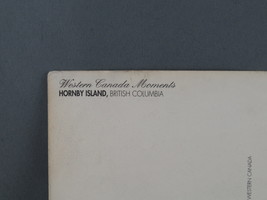 Western Canada Moments
HORNBY ISLAND, BRITISH COLUMBIA
WESTERN CANADA